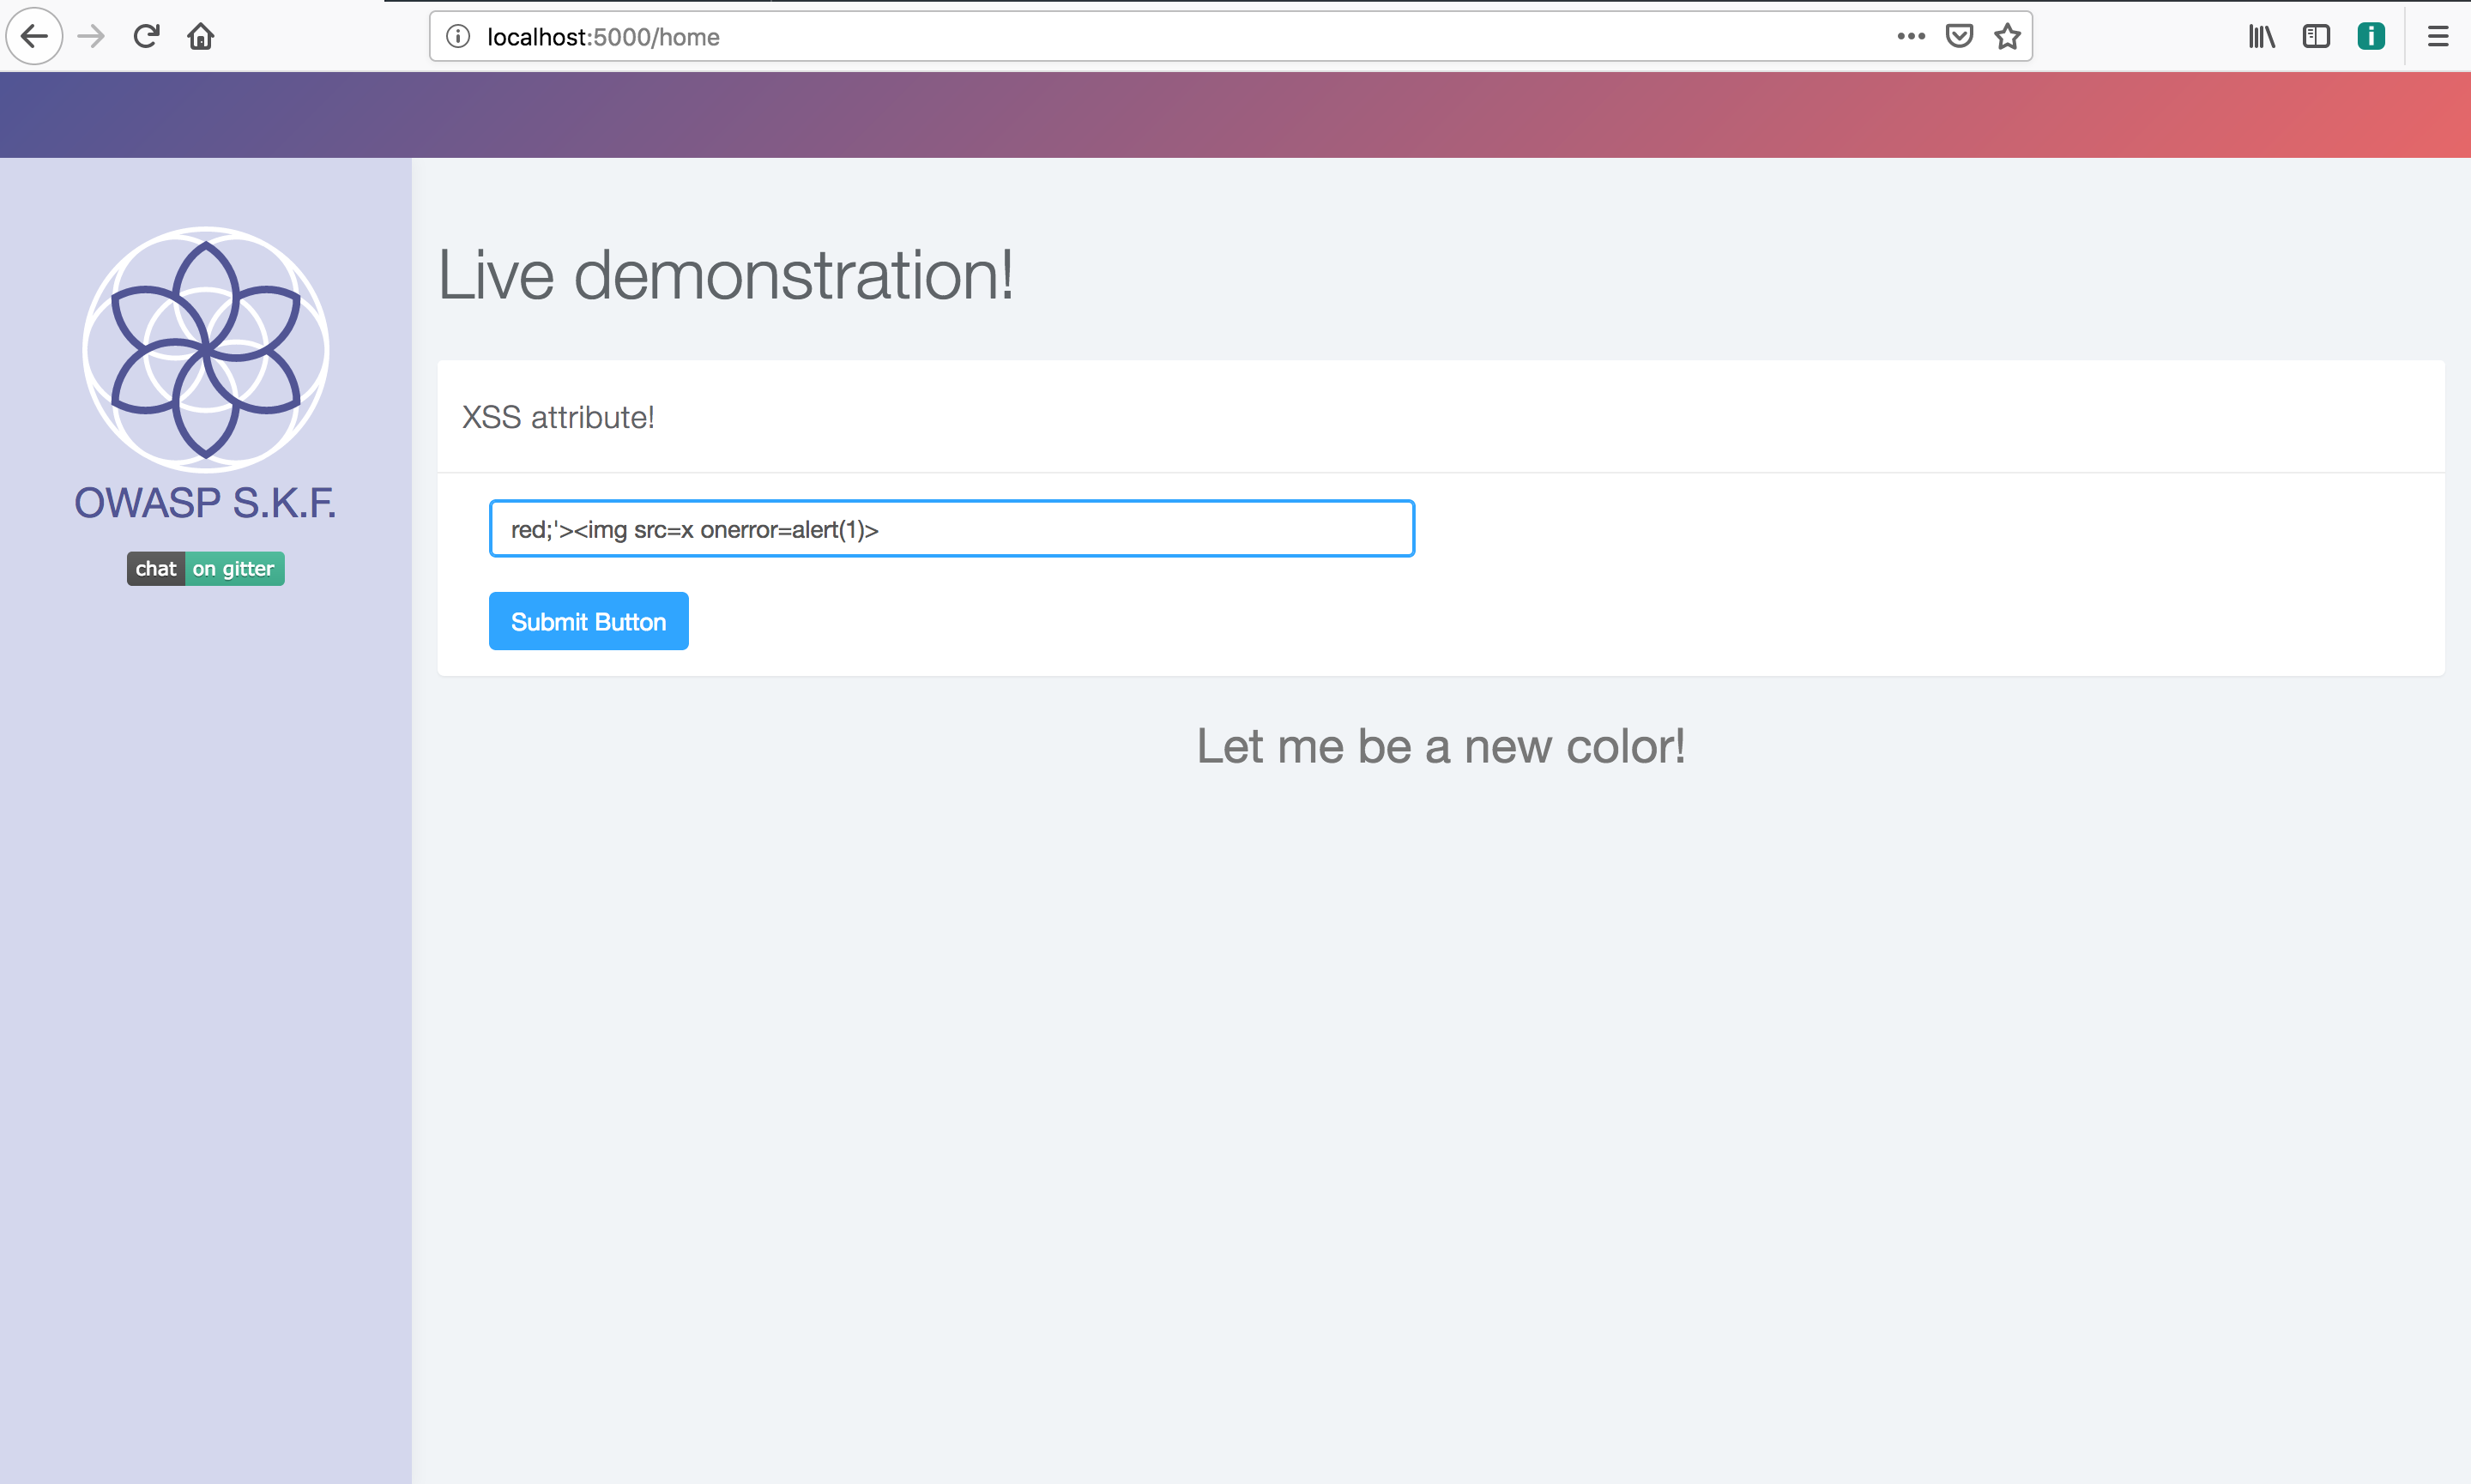 localhost:5000/home
Live demonstration!
XSS attribute!
OWASP S.K.F.
red;'><img src=x onerror=alert(1)>
chat on gitter
Submit Button
Let me be a new color!